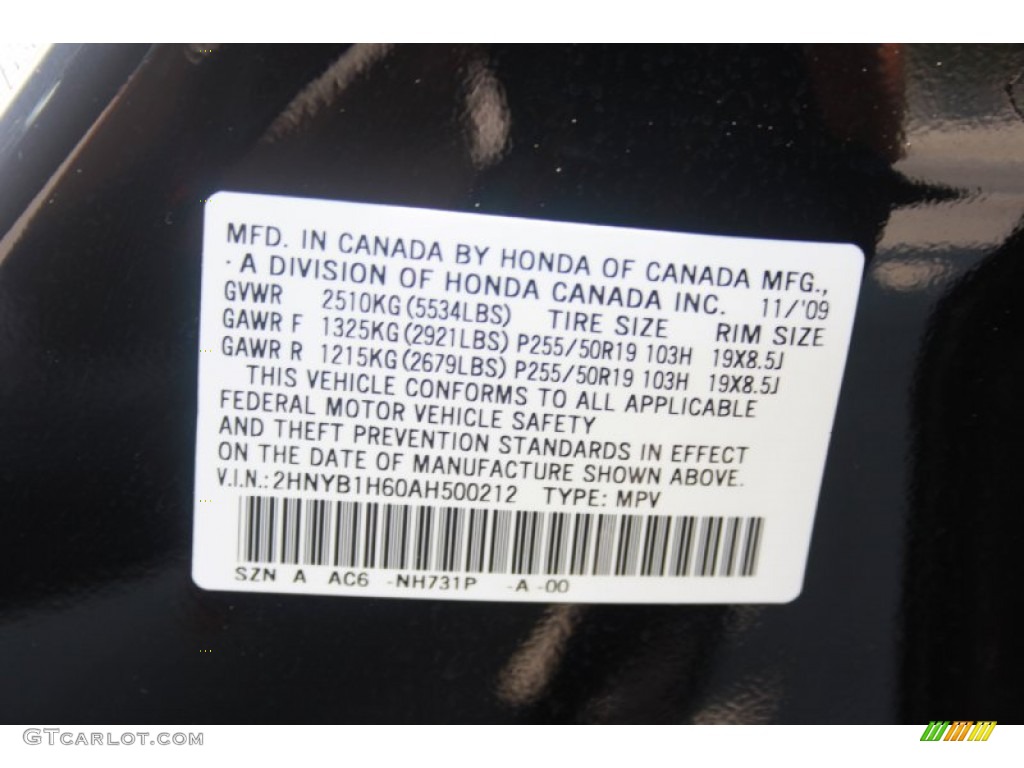 MFD. IN CANADA BY HONDA OF CANADA MFG.,
· A DIVISION OF HONDA CANADA INC. 11/'09
GVWR 2510KG(5534LBS) TIRE SIZE RIM SIZE
GAWR F 1325KG(2921LBS) P255/50R19 103H 19X8.5J
GAWR R 1215KG(2679LBS) P255/50R19 103H 19X8.5J
THIS VEHICLE CONFORMS TO ALL APPLICABLE
FEDERAL MOTOR VEHICLE SAFETY
AND THEFT PREVENTION STANDARDS IN EFFECT
ON THE DATE OF MANUFACTURE SHOWN ABOVE.
V.I.N.:2HNYB1H60AH500212 TYPE: MPV
SZN A AC6 -NH731P -A -00
GTCARLOT.COM